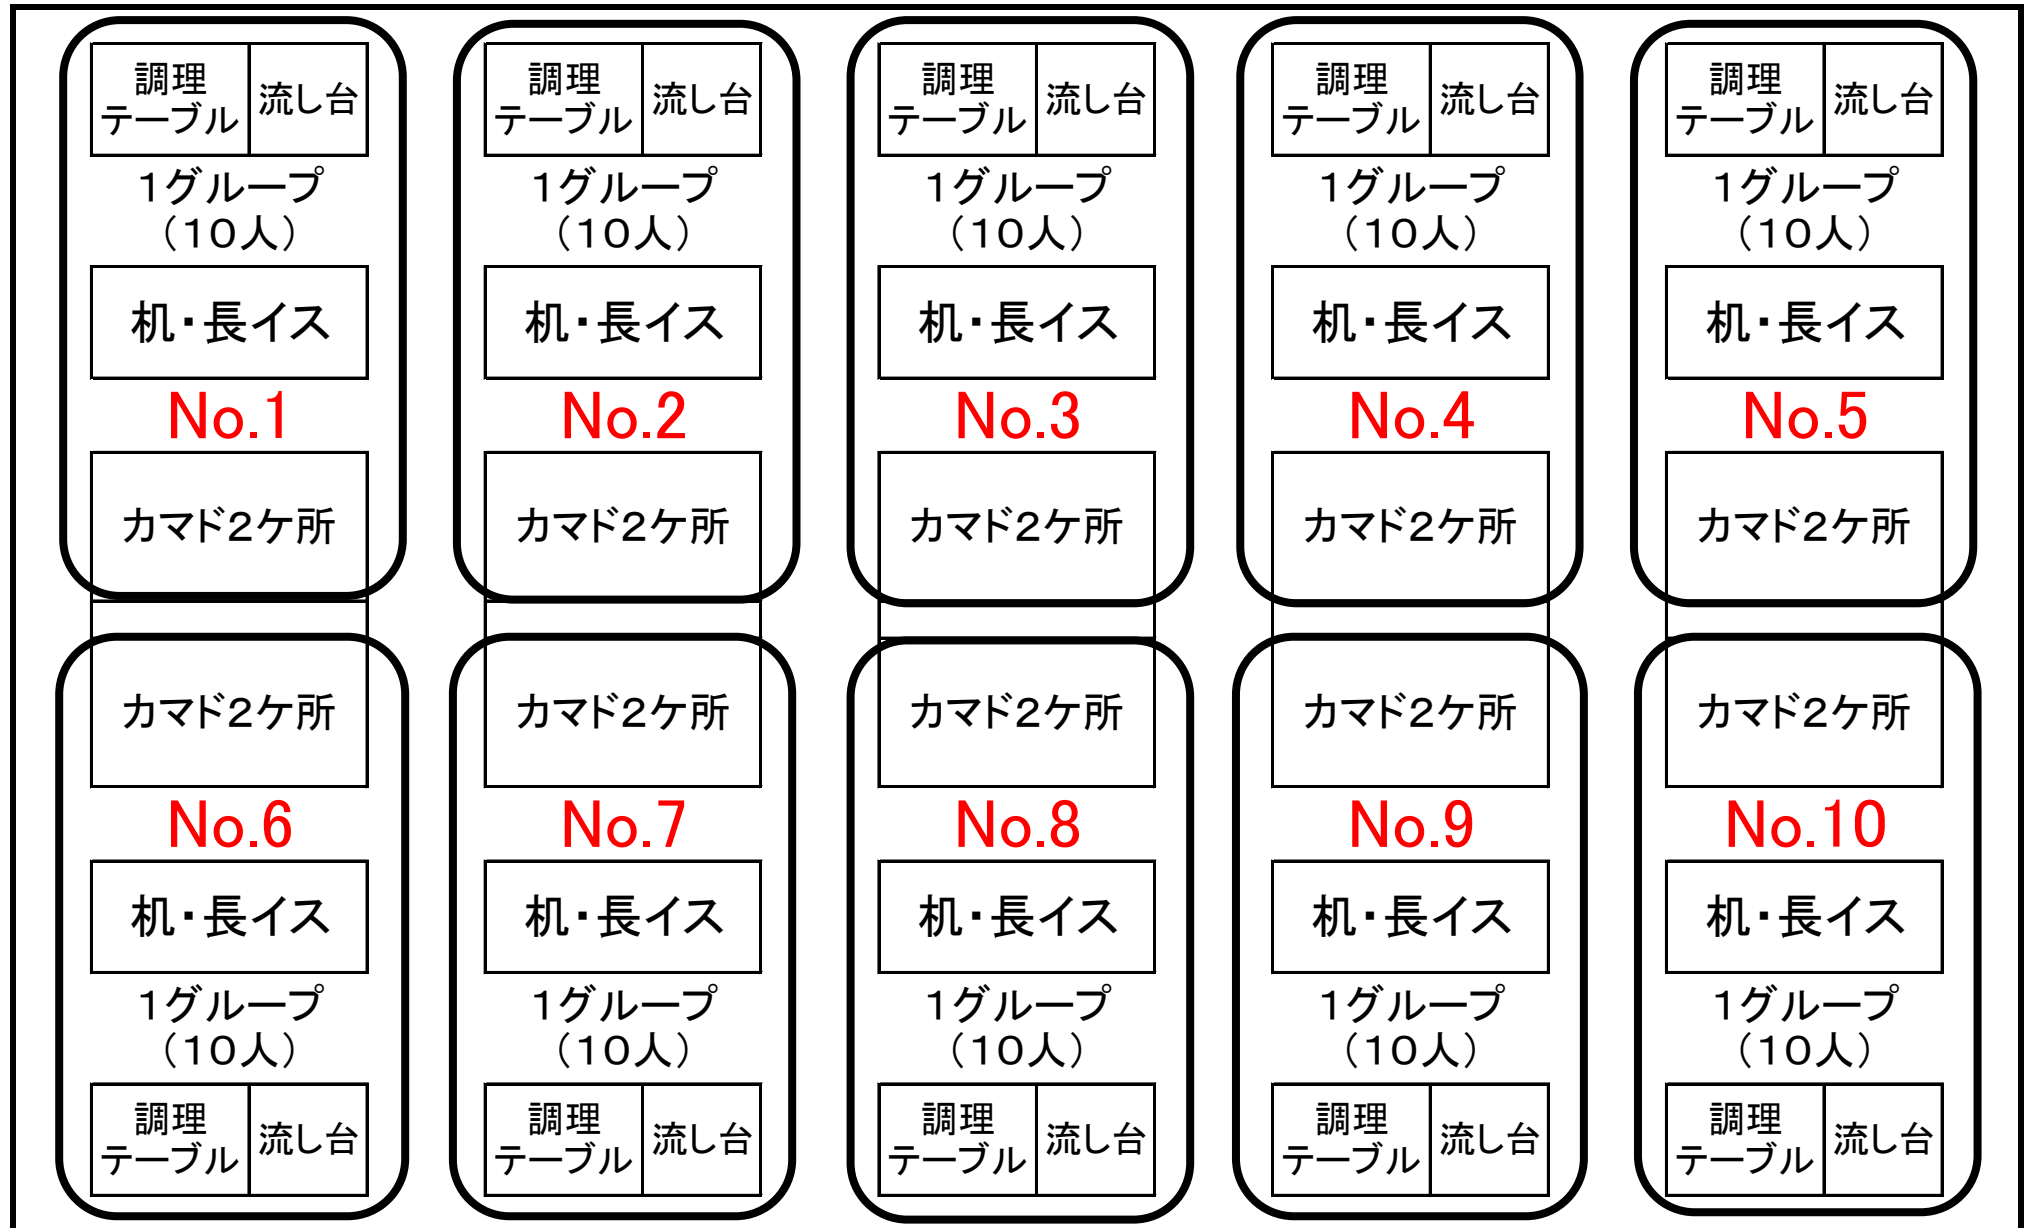 調理
テーブル
流し台
1グループ
(10人)
机・長イス
No.1
カマド2ケ所
調理
テーブル
流し台
1グループ
(10人)
机・長イス
No.2
カマド2ケ所
調理
テーブル
流し台
1グループ
(10人)
机・長イス
No.3
カマド2ケ所
調理
テーブル
流し台
1グループ
(10人)
机・長イス
No.4
カマド2ケ所
調理
テーブル
流し台
1グループ
(10人)
机・長イス
No.5
カマド2ケ所
カマド2ケ所
No.6
机・長イス
1グループ
(10人)
調理
テーブル
流し台
カマド2ケ所
No.7
机・長イス
1グループ
(10人)
調理
テーブル
流し台
カマド2ケ所
No.8
机・長イス
1グループ
(10人)
調理
テーブル
流し台
カマド2ケ所
No.9
机・長イス
1グループ
(10人)
調理
テーブル
流し台
カマド2ケ所
No.10
机・長イス
1グループ
(10人)
調理
テーブル
流し台